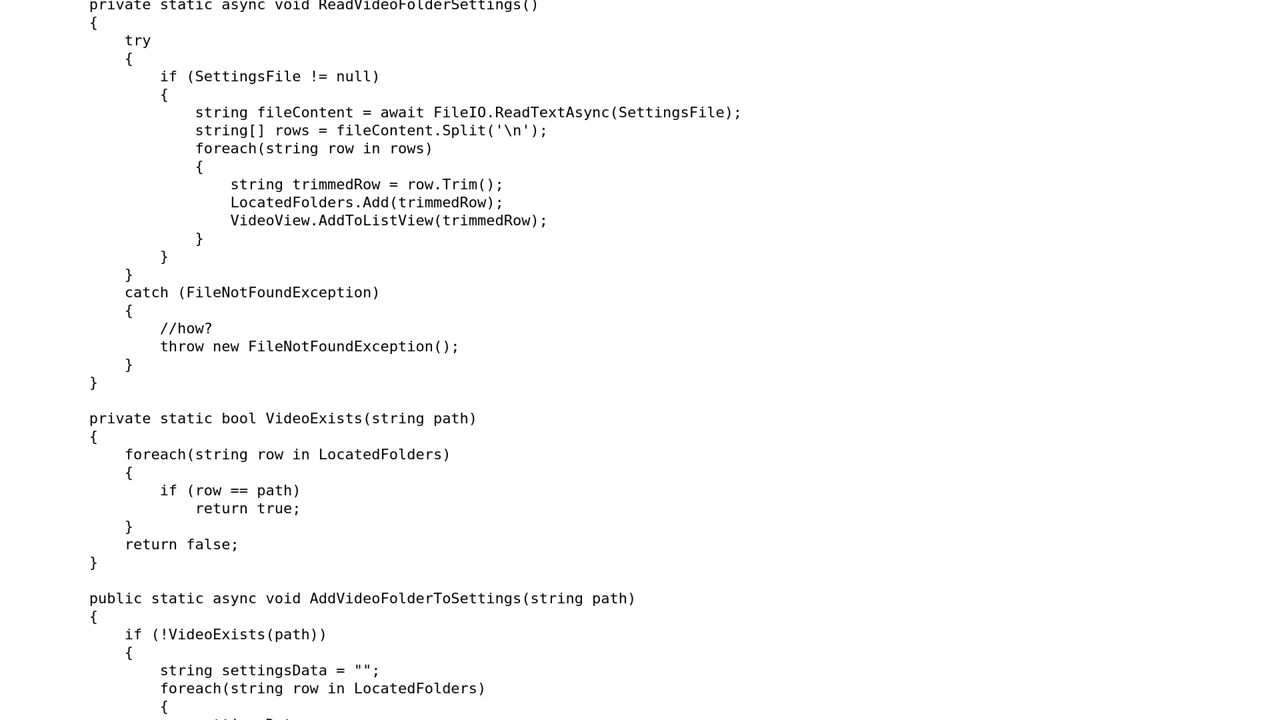 private static async void ReadVideoFolderSettings()
{
    try
    {
        if (SettingsFile != null)
        {
            string fileContent = await FileIO.ReadTextAsync(SettingsFile);
            string[] rows = fileContent.Split('\n');
            foreach(string row in rows)
            {
                string trimmedRow = row.Trim();
                LocatedFolders.Add(trimmedRow);
                VideoView.AddToListView(trimmedRow);
            }
        }
    }
    catch (FileNotFoundException)
    {
        //how?
        throw new FileNotFoundException();
    }
}

private static bool VideoExists(string path)
{
    foreach(string row in LocatedFolders)
    {
        if (row == path)
            return true;
    }
    return false;
}

public static async void AddVideoFolderToSettings(string path)
{
    if (!VideoExists(path))
    {
        string settingsData = "";
        foreach(string row in LocatedFolders)
        {